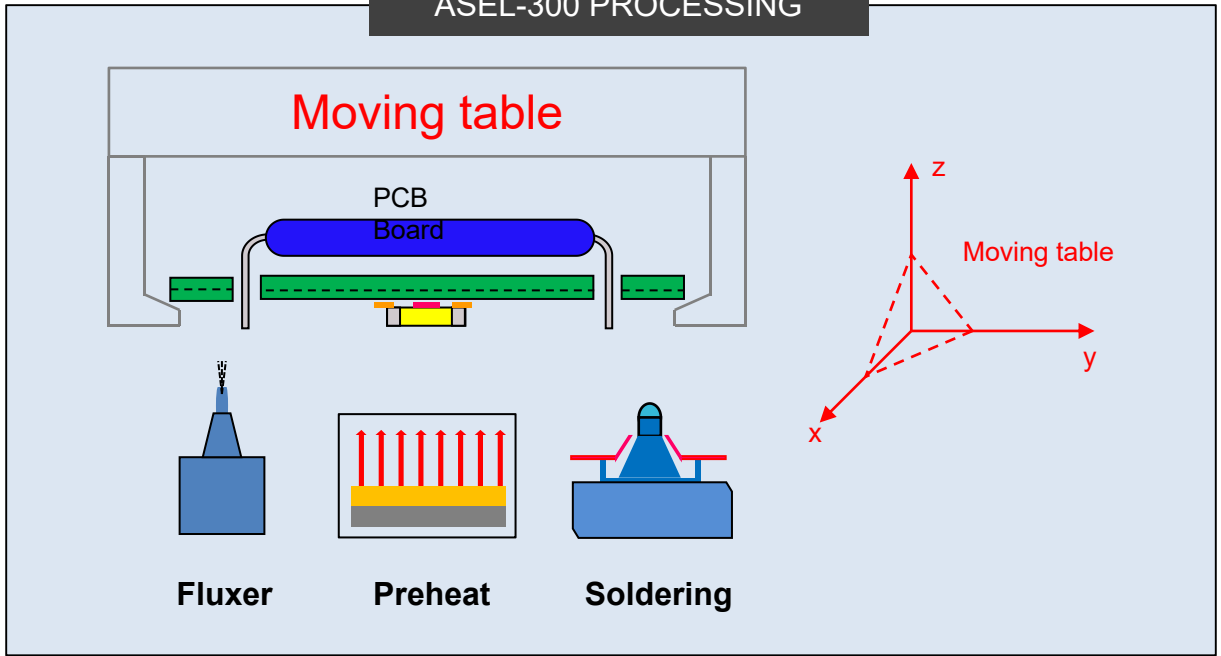 ASEL-300 PROCESSING
Moving table
PCB
Board
z
Moving table
y
x
Fluxer Preheat Soldering